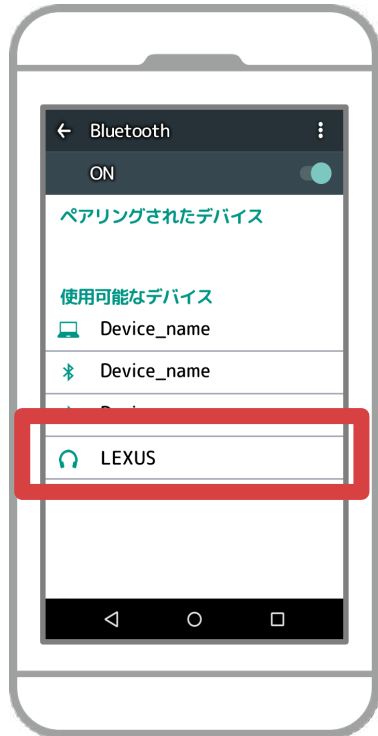 Bluetooth
ON
ペアリングされたデバイス
使用可能なデバイス
Device_name
Device_name
LEXUS